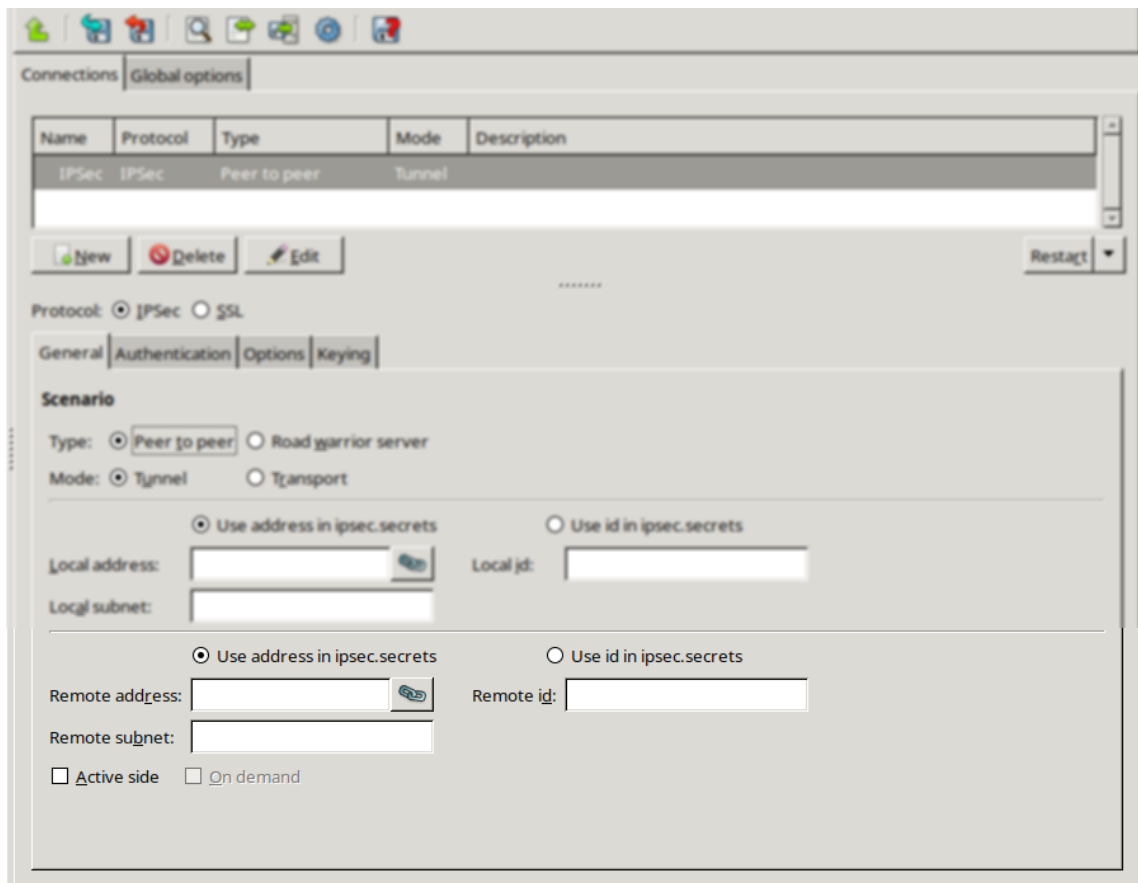 Connections Global options
Name Protocol Type Mode Description
IPSec IPSec Peer to peer Tunnel
New Delete Edit Restart
Protocol: IPSec SSL
General Authentication Options Keying
Scenario
Type: Peer to peer Road warrior server
Mode: Tunnel Transport
Use address in ipsec.secrets Use id in ipsec.secrets
Local address: Local id:
Local subnet:
Use address in ipsec.secrets Use id in ipsec.secrets
Remote address: Remote id:
Remote subnet:
Active side On demand